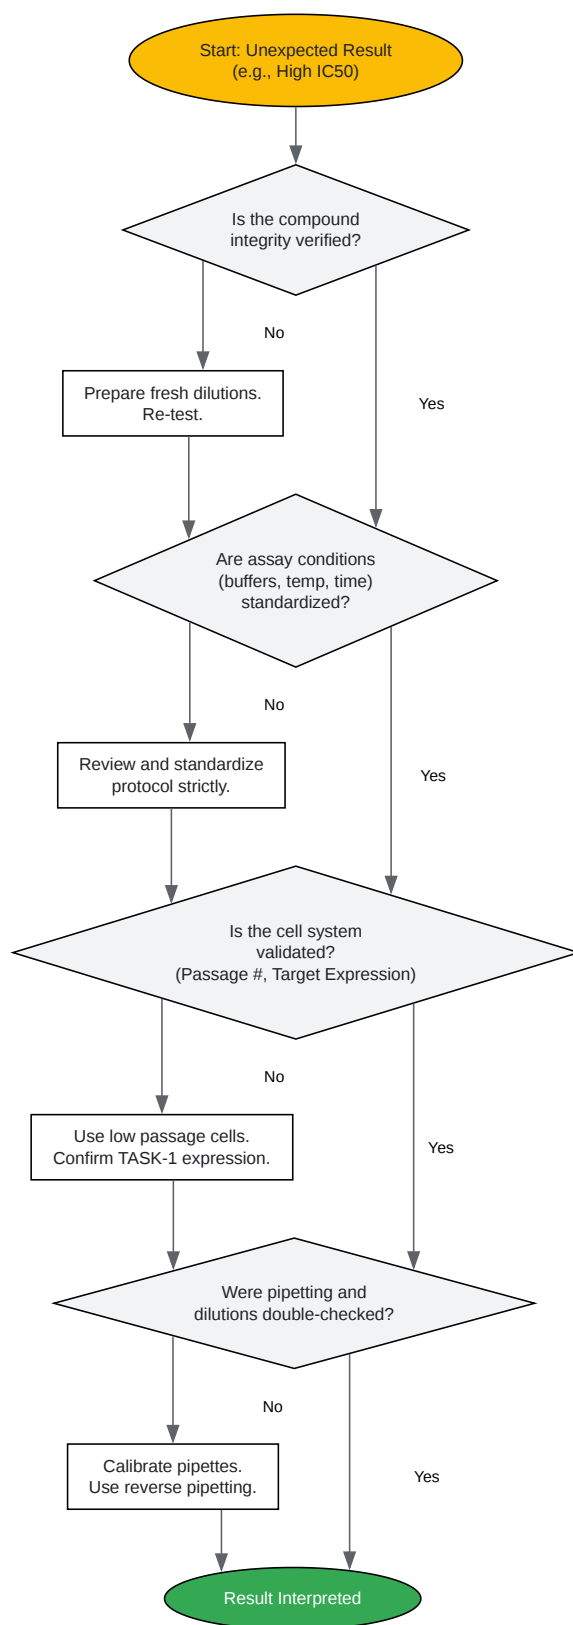 Start: Unexpected Result
(e.g., High IC50)
Is the compound
integrity verified?
No
Yes
Prepare fresh dilutions.
Re-test.
Are assay conditions
(buffers, temp, time)
standardized?
No
Yes
Review and standardize
protocol strictly.
Is the cell system
validated?
(Passage #, Target Expression)
No
Yes
Use low passage cells.
Confirm TASK-1 expression.
Were pipetting and
dilutions double-checked?
No
Yes
Calibrate pipettes.
Use reverse pipetting.
Result Interpreted